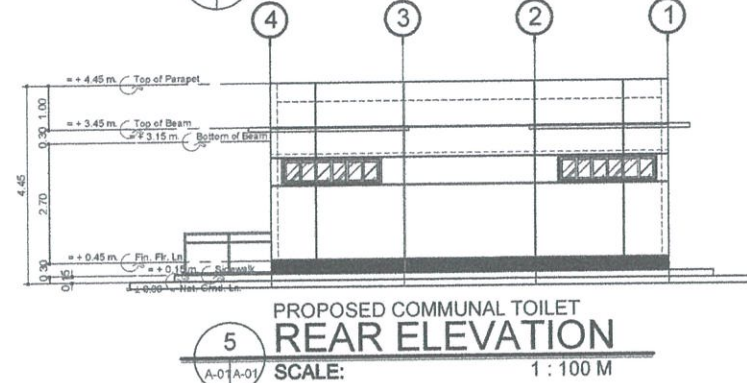 4 3 2 1
= + 4.45 m. Top of Parapet
= + 3.45 m. Top of Beam
= + 3.15 m. Bottom of Beam
= + 0.45 m. Fin. Flr. Ln.
= + 0.15 m. Sidewalk
± 0.00 Nat. Grnd. Ln.
4.45
1.00
0.30
2.70
0.30
0.15
PROPOSED COMMUNAL TOILET
5 REAR ELEVATION
A-01 A-01 SCALE: 1 : 100 M